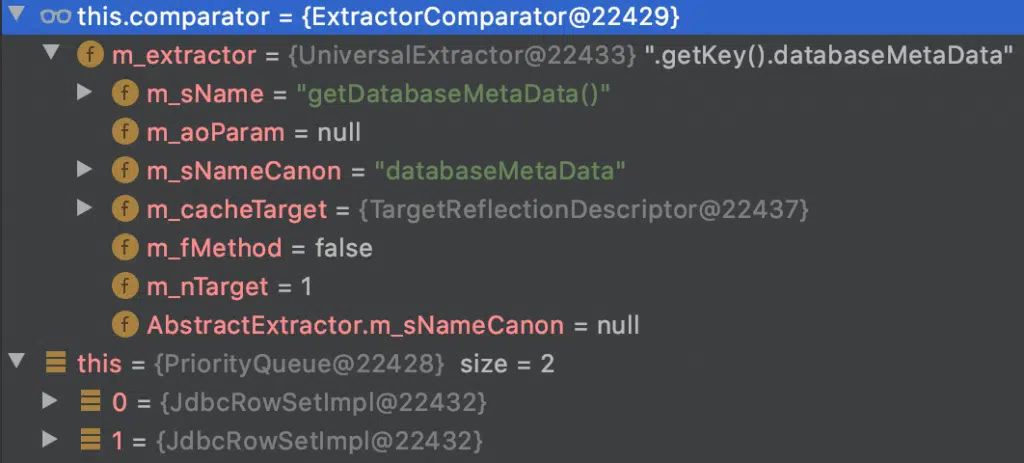 this.comparator = {ExtractorComparator@22429}
f m_extractor = {UniversalExtractor@22433} ".getKey().databaseMetaData"
f m_sName = "getDatabaseMetaData()"
f m_aoParam = null
f m_sNameCanon = "databaseMetaData"
f m_cacheTarget = {TargetReflectionDescriptor@22437}
f m_fMethod = false
f m_nTarget = 1
f AbstractExtractor.m_sNameCanon = null
this = {PriorityQueue@22428} size = 2
0 = {JdbcRowSetImpl@22432}
1 = {JdbcRowSetImpl@22432}